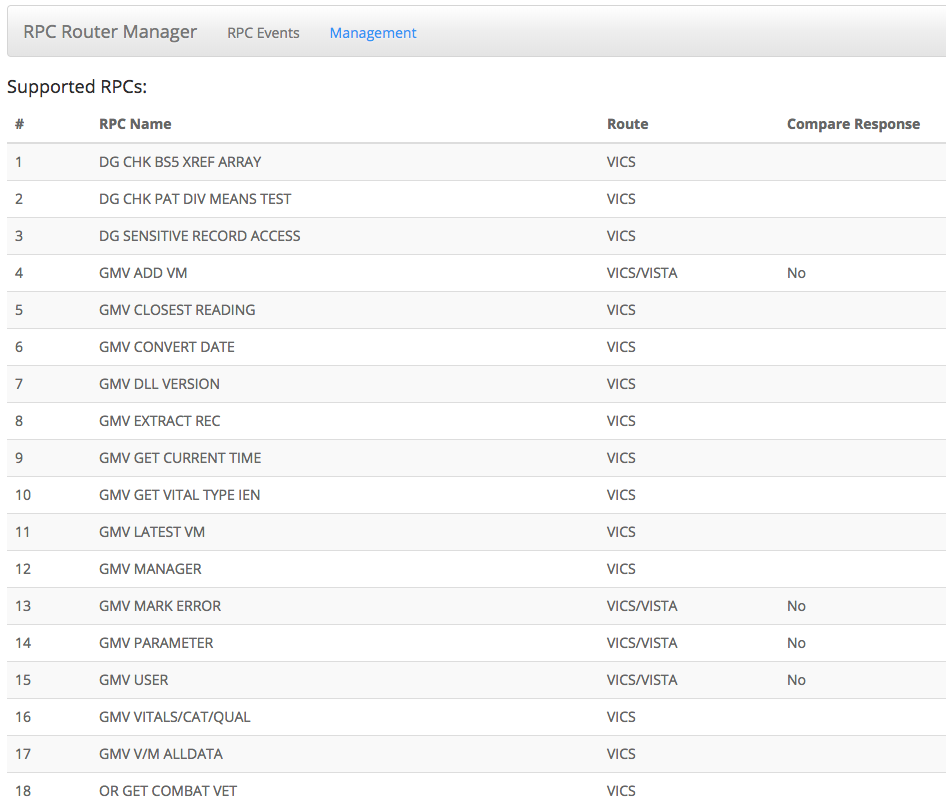 RPC Router Manager RPC Events Management
Supported RPCs:
# RPC Name Route Compare Response
1 DG CHK BS5 XREF ARRAY VICS
2 DG CHK PAT DIV MEANS TEST VICS
3 DG SENSITIVE RECORD ACCESS VICS
4 GMV ADD VM VICS/VISTA No
5 GMV CLOSEST READING VICS
6 GMV CONVERT DATE VICS
7 GMV DLL VERSION VICS
8 GMV EXTRACT REC VICS
9 GMV GET CURRENT TIME VICS
10 GMV GET VITAL TYPE IEN VICS
11 GMV LATEST VM VICS
12 GMV MANAGER VICS
13 GMV MARK ERROR VICS/VISTA No
14 GMV PARAMETER VICS/VISTA No
15 GMV USER VICS/VISTA No
16 GMV VITALS/CAT/QUAL VICS
17 GMV V/M ALLDATA VICS
18 OR GET COMBAT VET VICS